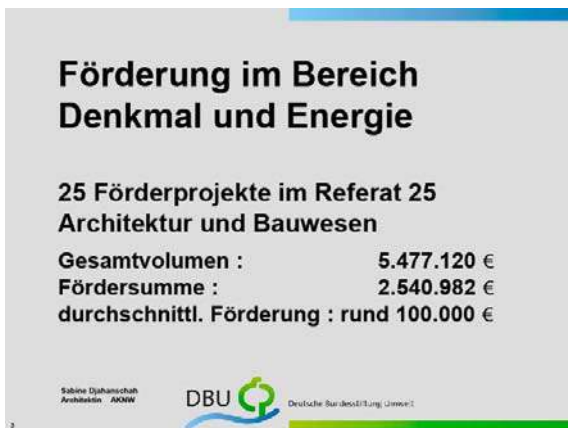 Förderung im Bereich
Denkmal und Energie
25 Förderprojekte im Referat 25
Architektur und Bauwesen
Gesamtvolumen : 5.477.120 €
Fördersumme : 2.540.982 €
durchschnittl. Förderung : rund 100.000 €
Sabine Djahanschah
Architektin AKNW
DBU
Deutsche Bundesstiftung Umwelt
3